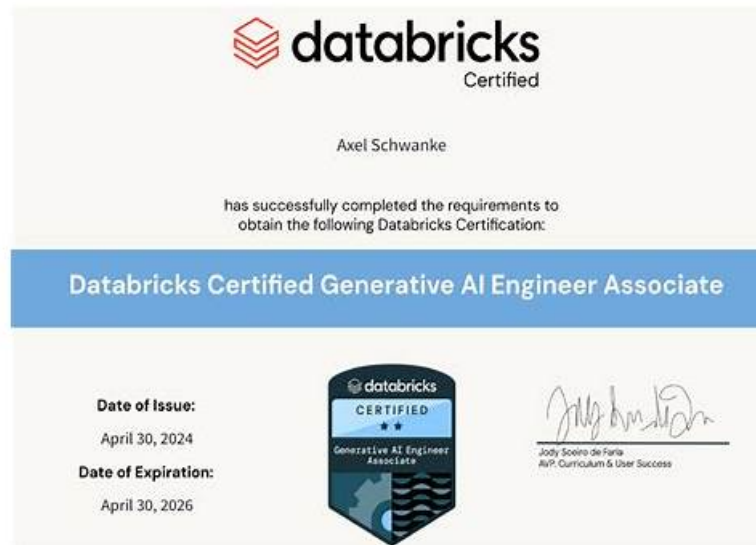 databricks
Certified
Axel Schwanke
has successfully completed the requirements to
obtain the following Databricks Certification:
Databricks Certified Generative AI Engineer Associate
Date of Issue:
April 30, 2024
Date of Expiration:
April 30, 2026
databricks
CERTIFIED
Generative AI Engineer
Associate
Jody Soeiro de Faria
AVP, Curriculum & User Success